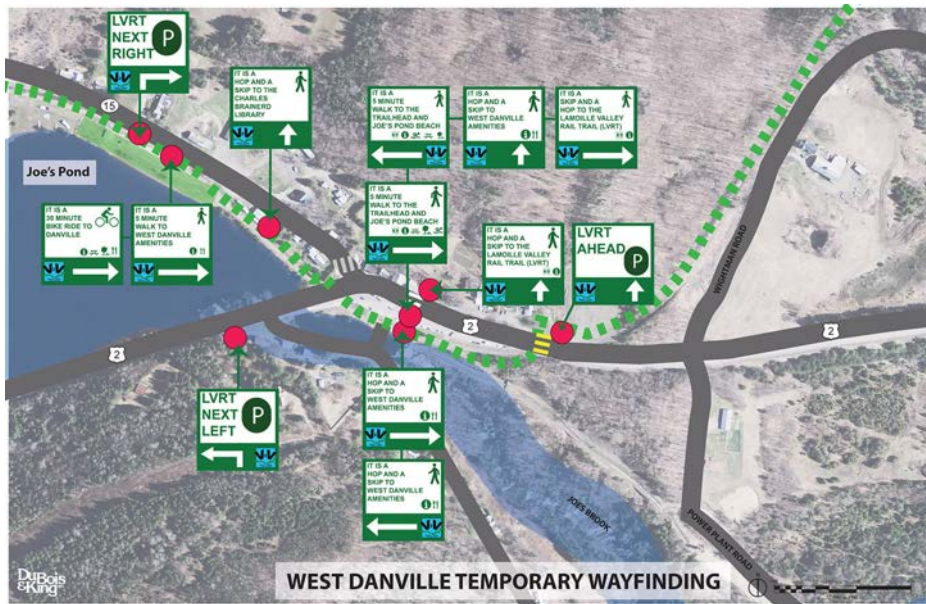 LVRT
NEXT
RIGHT
P
15
IT IS A
HOP AND A
SKIP TO THE
CHARLES
BRAINERD
LIBRARY
IT IS A
5 MINUTE
WALK TO THE
TRAILHEAD AND
JOE'S POND BEACH
IT IS A
HOP AND A
SKIP TO
WEST DANVILLE
AMENITIES
IT IS A
SKIP AND A
HOP TO THE
LAMOILLE VALLEY
RAIL TRAIL (LVRT)
Joe's Pond
IT IS A
30 MINUTE
BIKE RIDE TO
DANVILLE
IT IS A
5 MINUTE
WALK TO
WEST DANVILLE
AMENITIES
IT IS A
5 MINUTE
WALK TO THE
TRAILHEAD AND
JOE'S POND BEACH
IT IS A
HOP AND A
SKIP TO THE
LAMOILLE VALLEY
RAIL TRAIL (LVRT)
LVRT
AHEAD
P
WIGHTMAN ROAD
2
2
2
LVRT
NEXT
LEFT
P
IT IS A
HOP AND A
SKIP TO
WEST DANVILLE
AMENITIES
IT IS A
HOP AND A
SKIP TO
WEST DANVILLE
AMENITIES
JOES BROOK
POWER PLANT ROAD
DuBois
&King
WEST DANVILLE TEMPORARY WAYFINDING